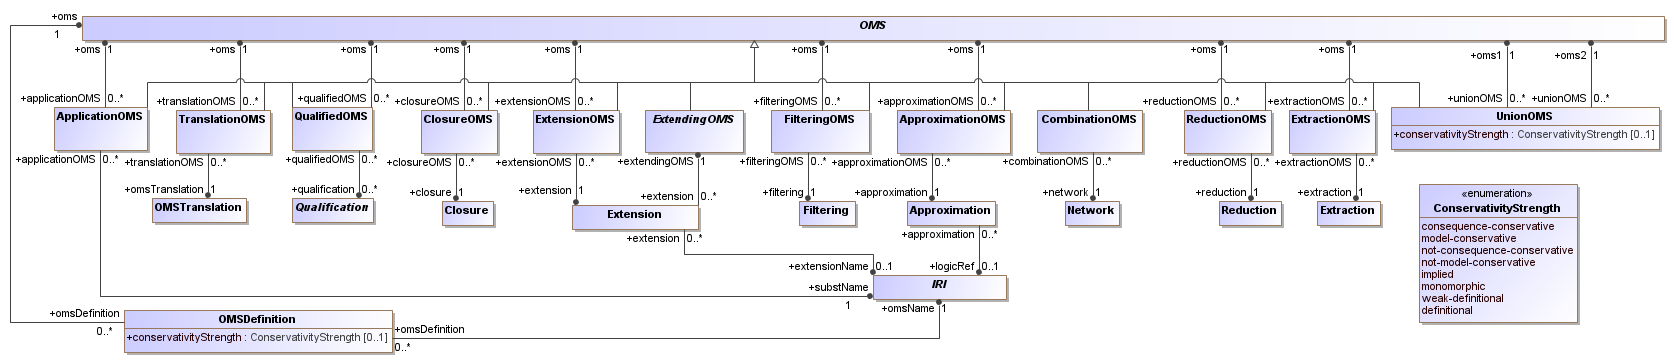 +oms
OMS
1
+oms 1 +oms 1 +oms 1 +oms 1 +oms 1 +oms 1 +oms 1 +oms 1 +oms 1 +oms1 1 +oms2 1
+applicationOMS 0..* +translationOMS 0..* +qualifiedOMS 0..* +closureOMS 0..* +extensionOMS 0..* +filteringOMS 0..* +approximationOMS 0..* +reductionOMS 0..* +extractionOMS 0..* +unionOMS 0..* +unionOMS 0..*
ApplicationOMS TranslationOMS QualifiedOMS ClosureOMS ExtensionOMS ExtendingOMS FilteringOMS ApproximationOMS CombinationOMS ReductionOMS ExtractionOMS UnionOMS
+conservativityStrength : ConservativityStrength [0..1]
+applicationOMS 0..* +translationOMS 0..* +qualifiedOMS 0..* +closureOMS 0..* +extensionOMS 0..* +extendingOMS 1 +filteringOMS 0..* +approximationOMS 0..* +combinationOMS 0..* +reductionOMS 0..* +extractionOMS 0..*
+omsTranslation 1 +qualification 0..* +closure 1 +extension 1 +extension 0..* +filtering 1 +approximation 1 +network 1 +reduction 1 +extraction 1
OMSTranslation Qualification Closure Extension Filtering Approximation Network Reduction Extraction
«enumeration»
ConservativityStrength
consequence-conservative
model-conservative
not-consequence-conservative
not-model-conservative
implied
monomorphic
weak-definitional
definitional
+extension 0..* +approximation 0..*
+extensionName 0..1 +logicRef 0..1
+substName
1
IRI
+omsName 1
+omsDefinition
0..*
OMSDefinition
+conservativityStrength : ConservativityStrength [0..1]
+omsDefinition
0..*